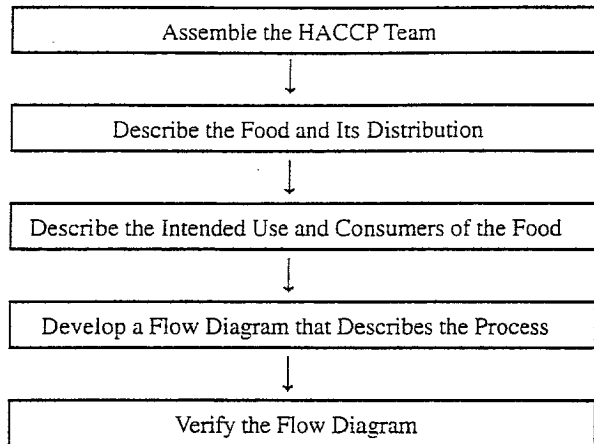 Assemble the HACCP Team
Describe the Food and Its Distribution
Describe the Intended Use and Consumers of the Food
Develop a Flow Diagram that Describes the Process
Verify the Flow Diagram